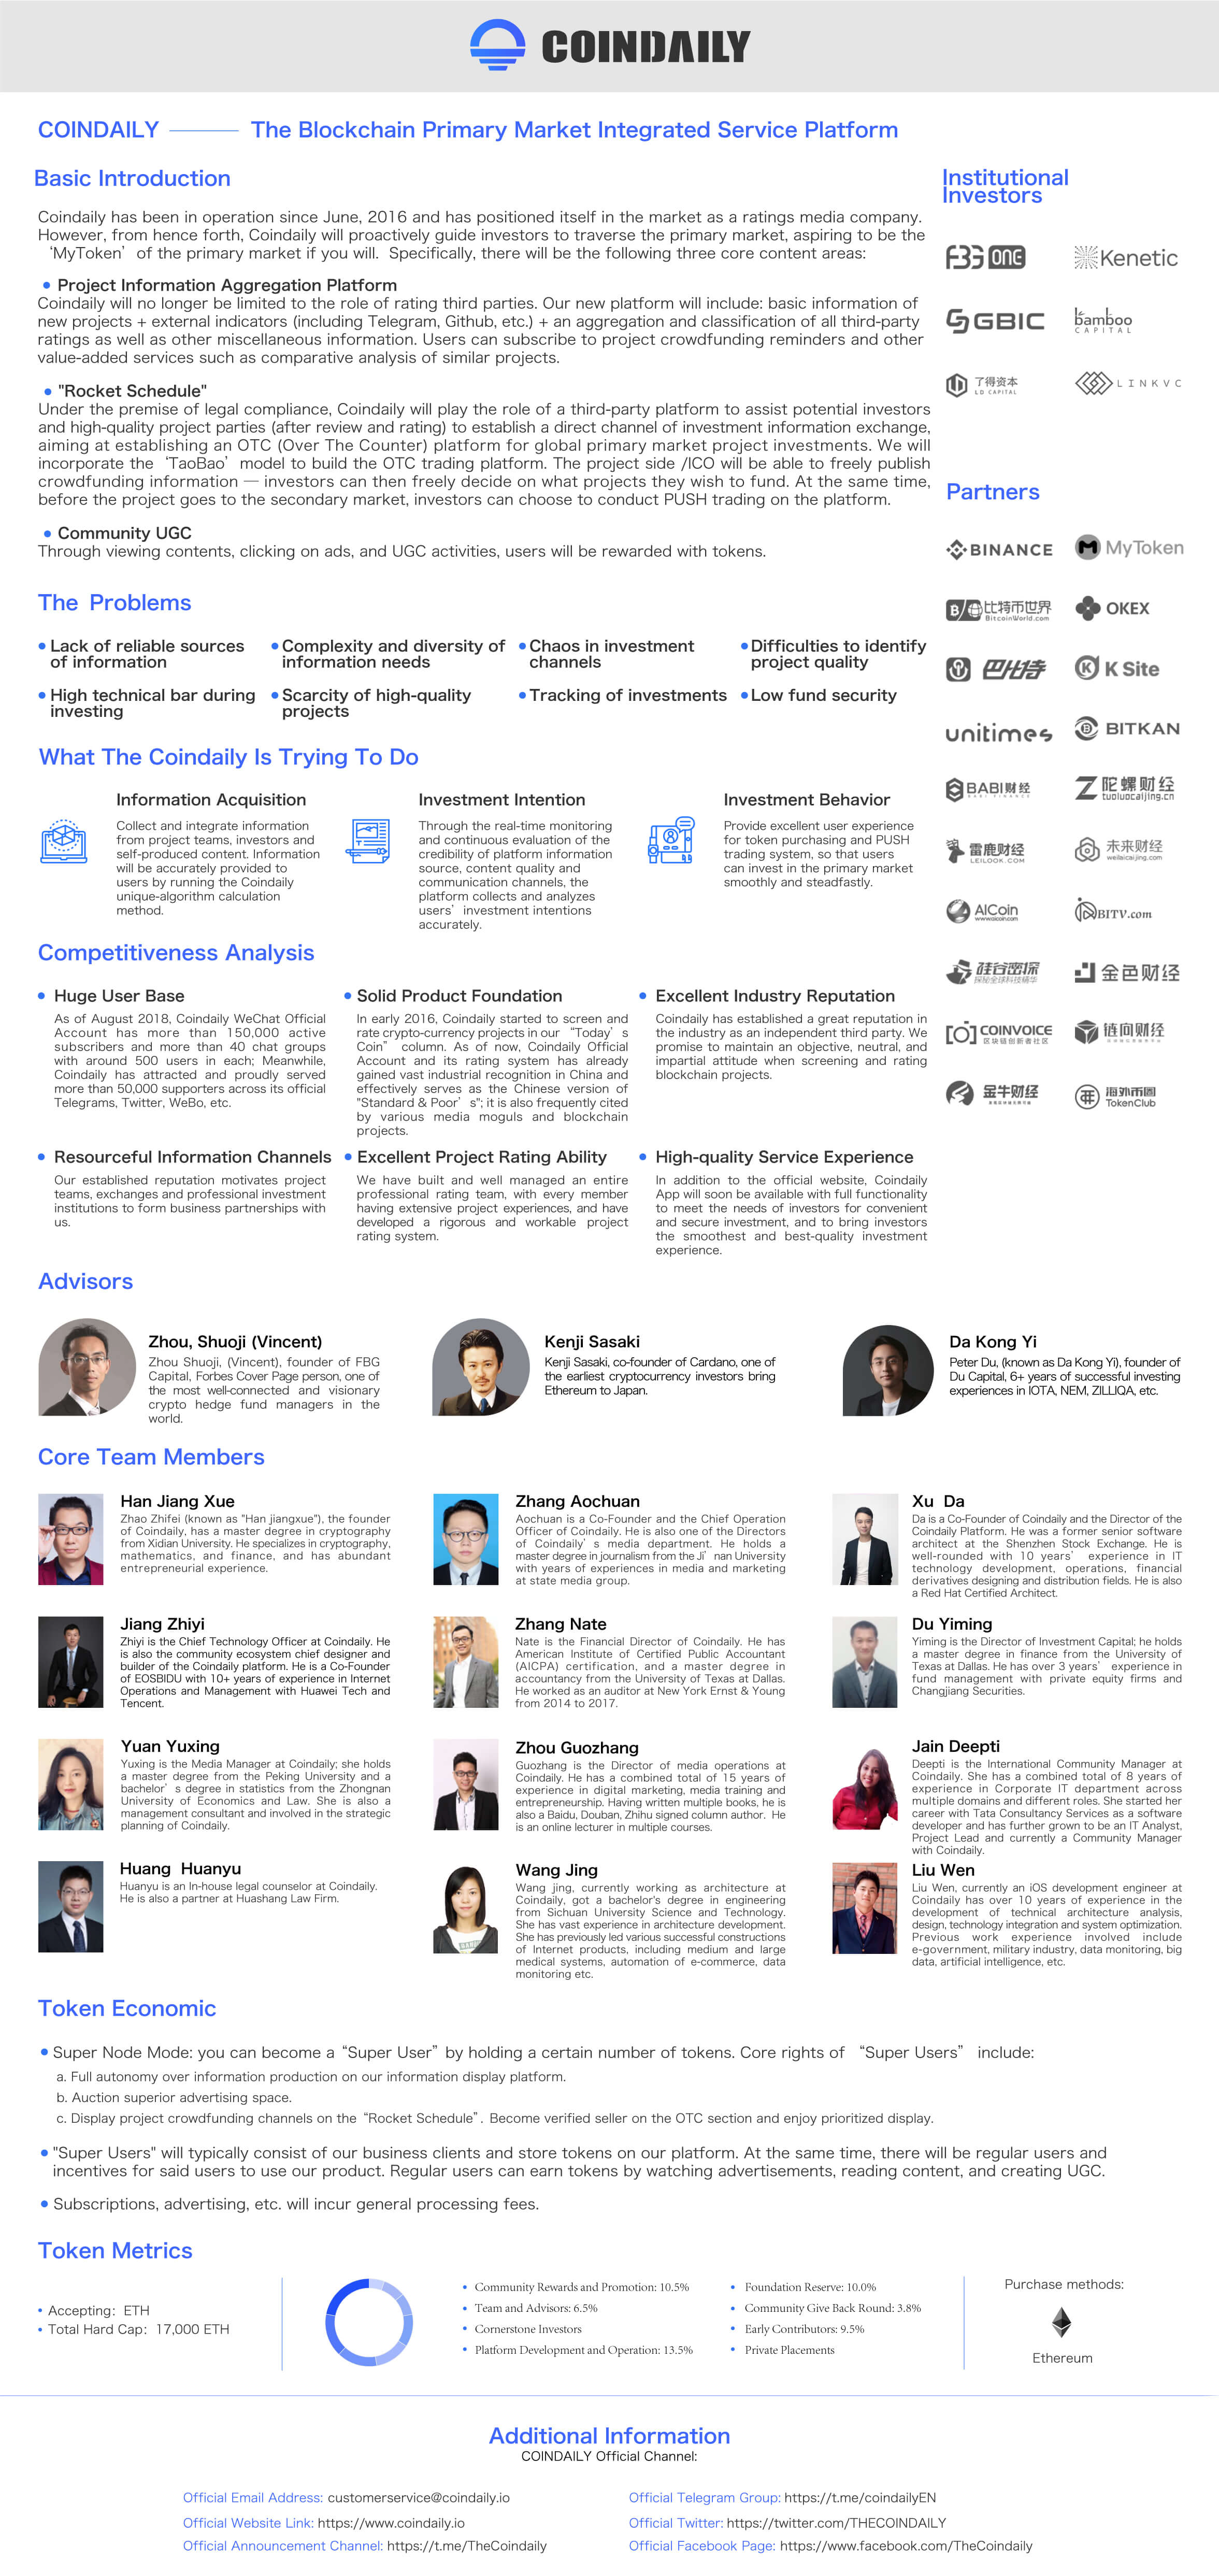 COINDAILY
COINDAILY
The Blockchain Primary Market Integrated Service Platform
Basic Introduction
Coindaily has been in operation since June, 2016 and has positioned itself in the market as a ratings media company.
However, from hence forth, Coindaily will proactively guide investors to traverse the primary market, aspiring to be the
‘MyToken’ of the primary market if you will. Specifically, there will be the following three core content areas:
• Project Information Aggregation Platform
Coindaily will no longer be limited to the role of rating third parties. Our new platform will include: basic information of
new projects + external indicators (including Telegram, Github, etc.) + an aggregation and classification of all third-party
ratings as well as other miscellaneous information. Users can subscribe to project crowdfunding reminders and other
value-added services such as comparative analysis of similar projects.
• "Rocket Schedule"
Under the premise of legal compliance, Coindaily will play the role of a third-party platform to assist potential investors
and high-quality project parties (after review and rating) to establish a direct channel of investment information exchange,
aiming at establishing an OTC (Over The Counter) platform for global primary market project investments. We will
incorporate the ‘TaoBao’ model to build the OTC trading platform. The project side /ICO will be able to freely publish
crowdfunding information — investors can then freely decide on what projects they wish to fund. At the same time,
before the project goes to the secondary market, investors can choose to conduct PUSH trading on the platform.
• Community UGC
Through viewing contents, clicking on ads, and UGC activities, users will be rewarded with tokens.
Institutional
Investors
FBG ONE
Kenetic
GBIC
bamboo
CAPITAL
了得资本
LD CAPITAL
LINKVC
Partners
BINANCE
MyToken
比特币世界
BitcoinWorld.com
OKEX
巴比特
K Site
unitimes
BITKAN
BABI财经
BABI FINANCE
陀螺财经
tuoluocaijing.cn
雷鹿财经
LEILOOK.COM
未来财经
weilaicaijing.com
AICoin
www.aicoin.com
BITV.com
硅谷密探
探秘全球科技精华
金色财经
COINVOICE
区块链创新者社区
链向财经
金牛财经
海外币圈
TokenClub
The Problems
• Lack of reliable sources
of information
• Complexity and diversity of
information needs
• Chaos in investment
channels
• Difficulties to identify
project quality
• High technical bar during
investing
• Scarcity of high-quality
projects
• Tracking of investments
• Low fund security
What The Coindaily Is Trying To Do
Information Acquisition
Collect and integrate information
from project teams, investors and
self-produced content. Information
will be accurately provided to
users by running the Coindaily
unique-algorithm calculation
method.
Investment Intention
Through the real-time monitoring
and continuous evaluation of the
credibility of platform information
source, content quality and
communication channels, the
platform collects and analyzes
users’ investment intentions
accurately.
Investment Behavior
Provide excellent user experience
for token purchasing and PUSH
trading system, so that users
can invest in the primary market
smoothly and steadfastly.
Competitiveness Analysis
• Huge User Base
As of August 2018, Coindaily WeChat Official
Account has more than 150,000 active
subscribers and more than 40 chat groups
with around 500 users in each; Meanwhile,
Coindaily has attracted and proudly served
more than 50,000 supporters across its official
Telegrams, Twitter, WeBo, etc.
• Solid Product Foundation
In early 2016, Coindaily started to screen and
rate crypto-currency projects in our “Today’s
Coin” column. As of now, Coindaily Official
Account and its rating system has already
gained vast industrial recognition in China and
effectively serves as the Chinese version of
"Standard & Poor’s"; it is also frequently cited
by various media moguls and blockchain
projects.
• Excellent Industry Reputation
Coindaily has established a great reputation in
the industry as an independent third party. We
promise to maintain an objective, neutral, and
impartial attitude when screening and rating
blockchain projects.
• Resourceful Information Channels
Our established reputation motivates project
teams, exchanges and professional investment
institutions to form business partnerships with
us.
• Excellent Project Rating Ability
We have built and well managed an entire
professional rating team, with every member
having extensive project experiences, and have
developed a rigorous and workable project
rating system.
• High-quality Service Experience
In addition to the official website, Coindaily
App will soon be available with full functionality
to meet the needs of investors for convenient
and secure investment, and to bring investors
the smoothest and best-quality investment
experience.
Advisors
Zhou, Shuoji (Vincent)
Zhou Shuoji, (Vincent), founder of FBG
Capital, Forbes Cover Page person, one of
the most well-connected and visionary
crypto hedge fund managers in the
world.
Kenji Sasaki
Kenji Sasaki, co-founder of Cardano, one of
the earliest cryptocurrency investors bring
Ethereum to Japan.
Da Kong Yi
Peter Du, (known as Da Kong Yi), founder of
Du Capital, 6+ years of successful investing
experiences in IOTA, NEM, ZILLIQA, etc.
Core Team Members
Han Jiang Xue
Zhao Zhifei (known as "Han jiangxue"), the founder
of Coindaily, has a master degree in cryptography
from Xidian University. He specializes in cryptography,
mathematics, and finance, and has abundant
entrepreneurial experience.
Zhang Aochuan
Aochuan is a Co-Founder and the Chief Operation
Officer of Coindaily. He is also one of the Directors
of Coindaily’s media department. He holds a
master degree in journalism from the Ji’nan University
with years of experiences in media and marketing
at state media group.
Xu Da
Da is a Co-Founder of Coindaily and the Director of the
Coindaily Platform. He was a former senior software
architect at the Shenzhen Stock Exchange. He is
well-rounded with 10 years’ experience in IT
technology development, operations, financial
derivatives designing and distribution fields. He is also
a Red Hat Certified Architect.
Jiang Zhiyi
Zhiyi is the Chief Technology Officer at Coindaily. He
is also the community ecosystem chief designer and
builder of the Coindaily platform. He is a Co-Founder
of EOSBIDU with 10+ years of experience in Internet
Operations and Management with Huawei Tech and
Tencent.
Zhang Nate
Nate is the Financial Director of Coindaily. He has
American Institute of Certified Public Accountant
(AICPA) certification, and a master degree in
accountancy from the University of Texas at Dallas.
He worked as an auditor at New York Ernst & Young
from 2014 to 2017.
Du Yiming
Yiming is the Director of Investment Capital; he holds
a master degree in finance from the University of
Texas at Dallas. He has over 3 years’ experience in
fund management with private equity firms and
Changjiang Securities.
Yuan Yuxing
Yuxing is the Media Manager at Coindaily; she holds
a master degree from the Peking University and a
bachelor’s degree in statistics from the Zhongnan
University of Economics and Law. She is also a
management consultant and involved in the strategic
planning of Coindaily.
Zhou Guozhang
Guozhang is the Director of media operations at
Coindaily. He has a combined total of 15 years of
experience in digital marketing, media training and
entrepreneurship. Having written multiple books, he is
also a Baidu, Douban, Zhihu signed column author. He
is an online lecturer in multiple courses.
Jain Deepti
Deepti is the International Community Manager at
Coindaily. She has a combined total of 8 years of
experience in Corporate IT department across
multiple domains and different roles. She started her
career with Tata Consultancy Services as a software
developer and has further grown to be an IT Analyst,
Project Lead and currently a Community Manager
with Coindaily.
Huang Huanyu
Huanyu is an In-house legal counselor at Coindaily.
He is also a partner at Huashang Law Firm.
Wang Jing
Wang jing, currently working as architecture at
Coindaily, got a bachelor's degree in engineering
from Sichuan University Science and Technology.
She has vast experience in architecture development.
She has previously led various successful constructions
of Internet products, including medium and large
medical systems, automation of e-commerce, data
monitoring etc.
Liu Wen
Liu Wen, currently an iOS development engineer at
Coindaily has over 10 years of experience in the
development of technical architecture analysis,
design, technology integration and system optimization.
Previous work experience involved include
e-government, military industry, data monitoring, big
data, artificial intelligence, etc.
Token Economic
• Super Node Mode: you can become a “Super User” by holding a certain number of tokens. Core rights of “Super Users” include:
a. Full autonomy over information production on our information display platform.
b. Auction superior advertising space.
c. Display project crowdfunding channels on the “Rocket Schedule”. Become verified seller on the OTC section and enjoy prioritized display.
• "Super Users" will typically consist of our business clients and store tokens on our platform. At the same time, there will be regular users and
incentives for said users to use our product. Regular users can earn tokens by watching advertisements, reading content, and creating UGC.
• Subscriptions, advertising, etc. will incur general processing fees.
Token Metrics
• Accepting: ETH
• Total Hard Cap: 17,000 ETH
• Community Rewards and Promotion: 10.5%
• Team and Advisors: 6.5%
• Cornerstone Investors
• Platform Development and Operation: 13.5%
• Foundation Reserve: 10.0%
• Community Give Back Round: 3.8%
• Early Contributors: 9.5%
• Private Placements
Purchase methods:
Ethereum
Additional Information
COINDAILY Official Channel:
Official Email Address: customerservice@coindaily.io
Official Telegram Group: https://t.me/coindailyEN
Official Website Link: https://www.coindaily.io
Official Twitter: https://twitter.com/THECOINDAILY
Official Announcement Channel: https://t.me/TheCoindaily
Official Facebook Page: https://www.facebook.com/TheCoindaily